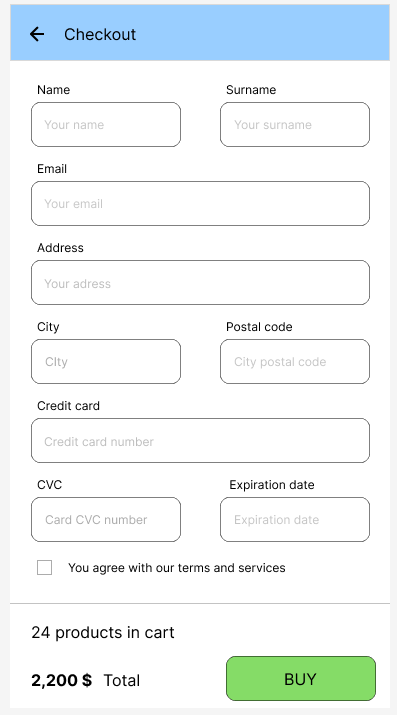 Checkout
Name Surname
Your name Your surname
Email
Your email
Address
Your adress
City Postal code
CIty City postal code
Credit card
Credit card number
CVC Expiration date
Card CVC number Expiration date
You agree with our terms and services
24 products in cart
2,200 $ Total BUY